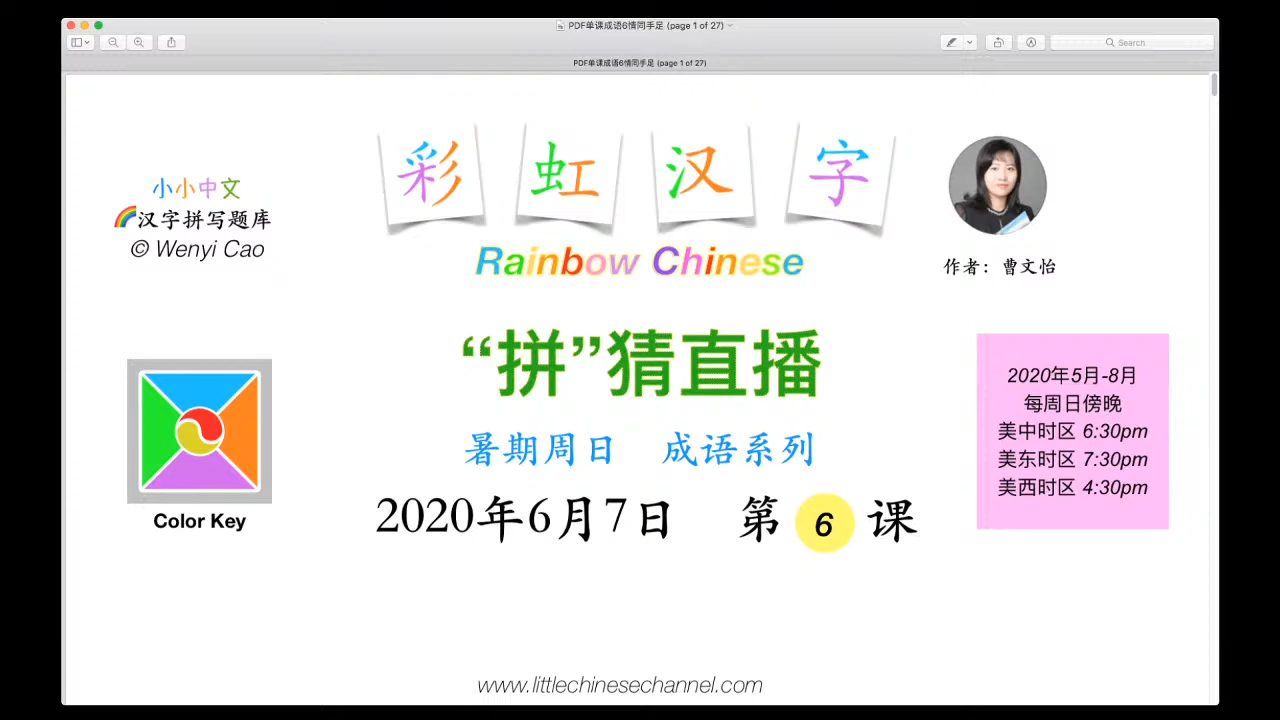 PDF单课成语6情同手足 (page 1 of 27)
Search
PDF单课成语6情同手足 (page 1 of 27)
彩虹汉字
Rainbow Chinese
小小中文
汉字拼写题库
© Wenyi Cao
作者：曹文怡
“拼”猜直播
暑期周日 成语系列
2020年6月7日 第 6 课
Color Key
2020年5月-8月
每周日傍晚
美中时区 6:30pm
美东时区 7:30pm
美西时区 4:30pm
www.littlechinesechannel.com